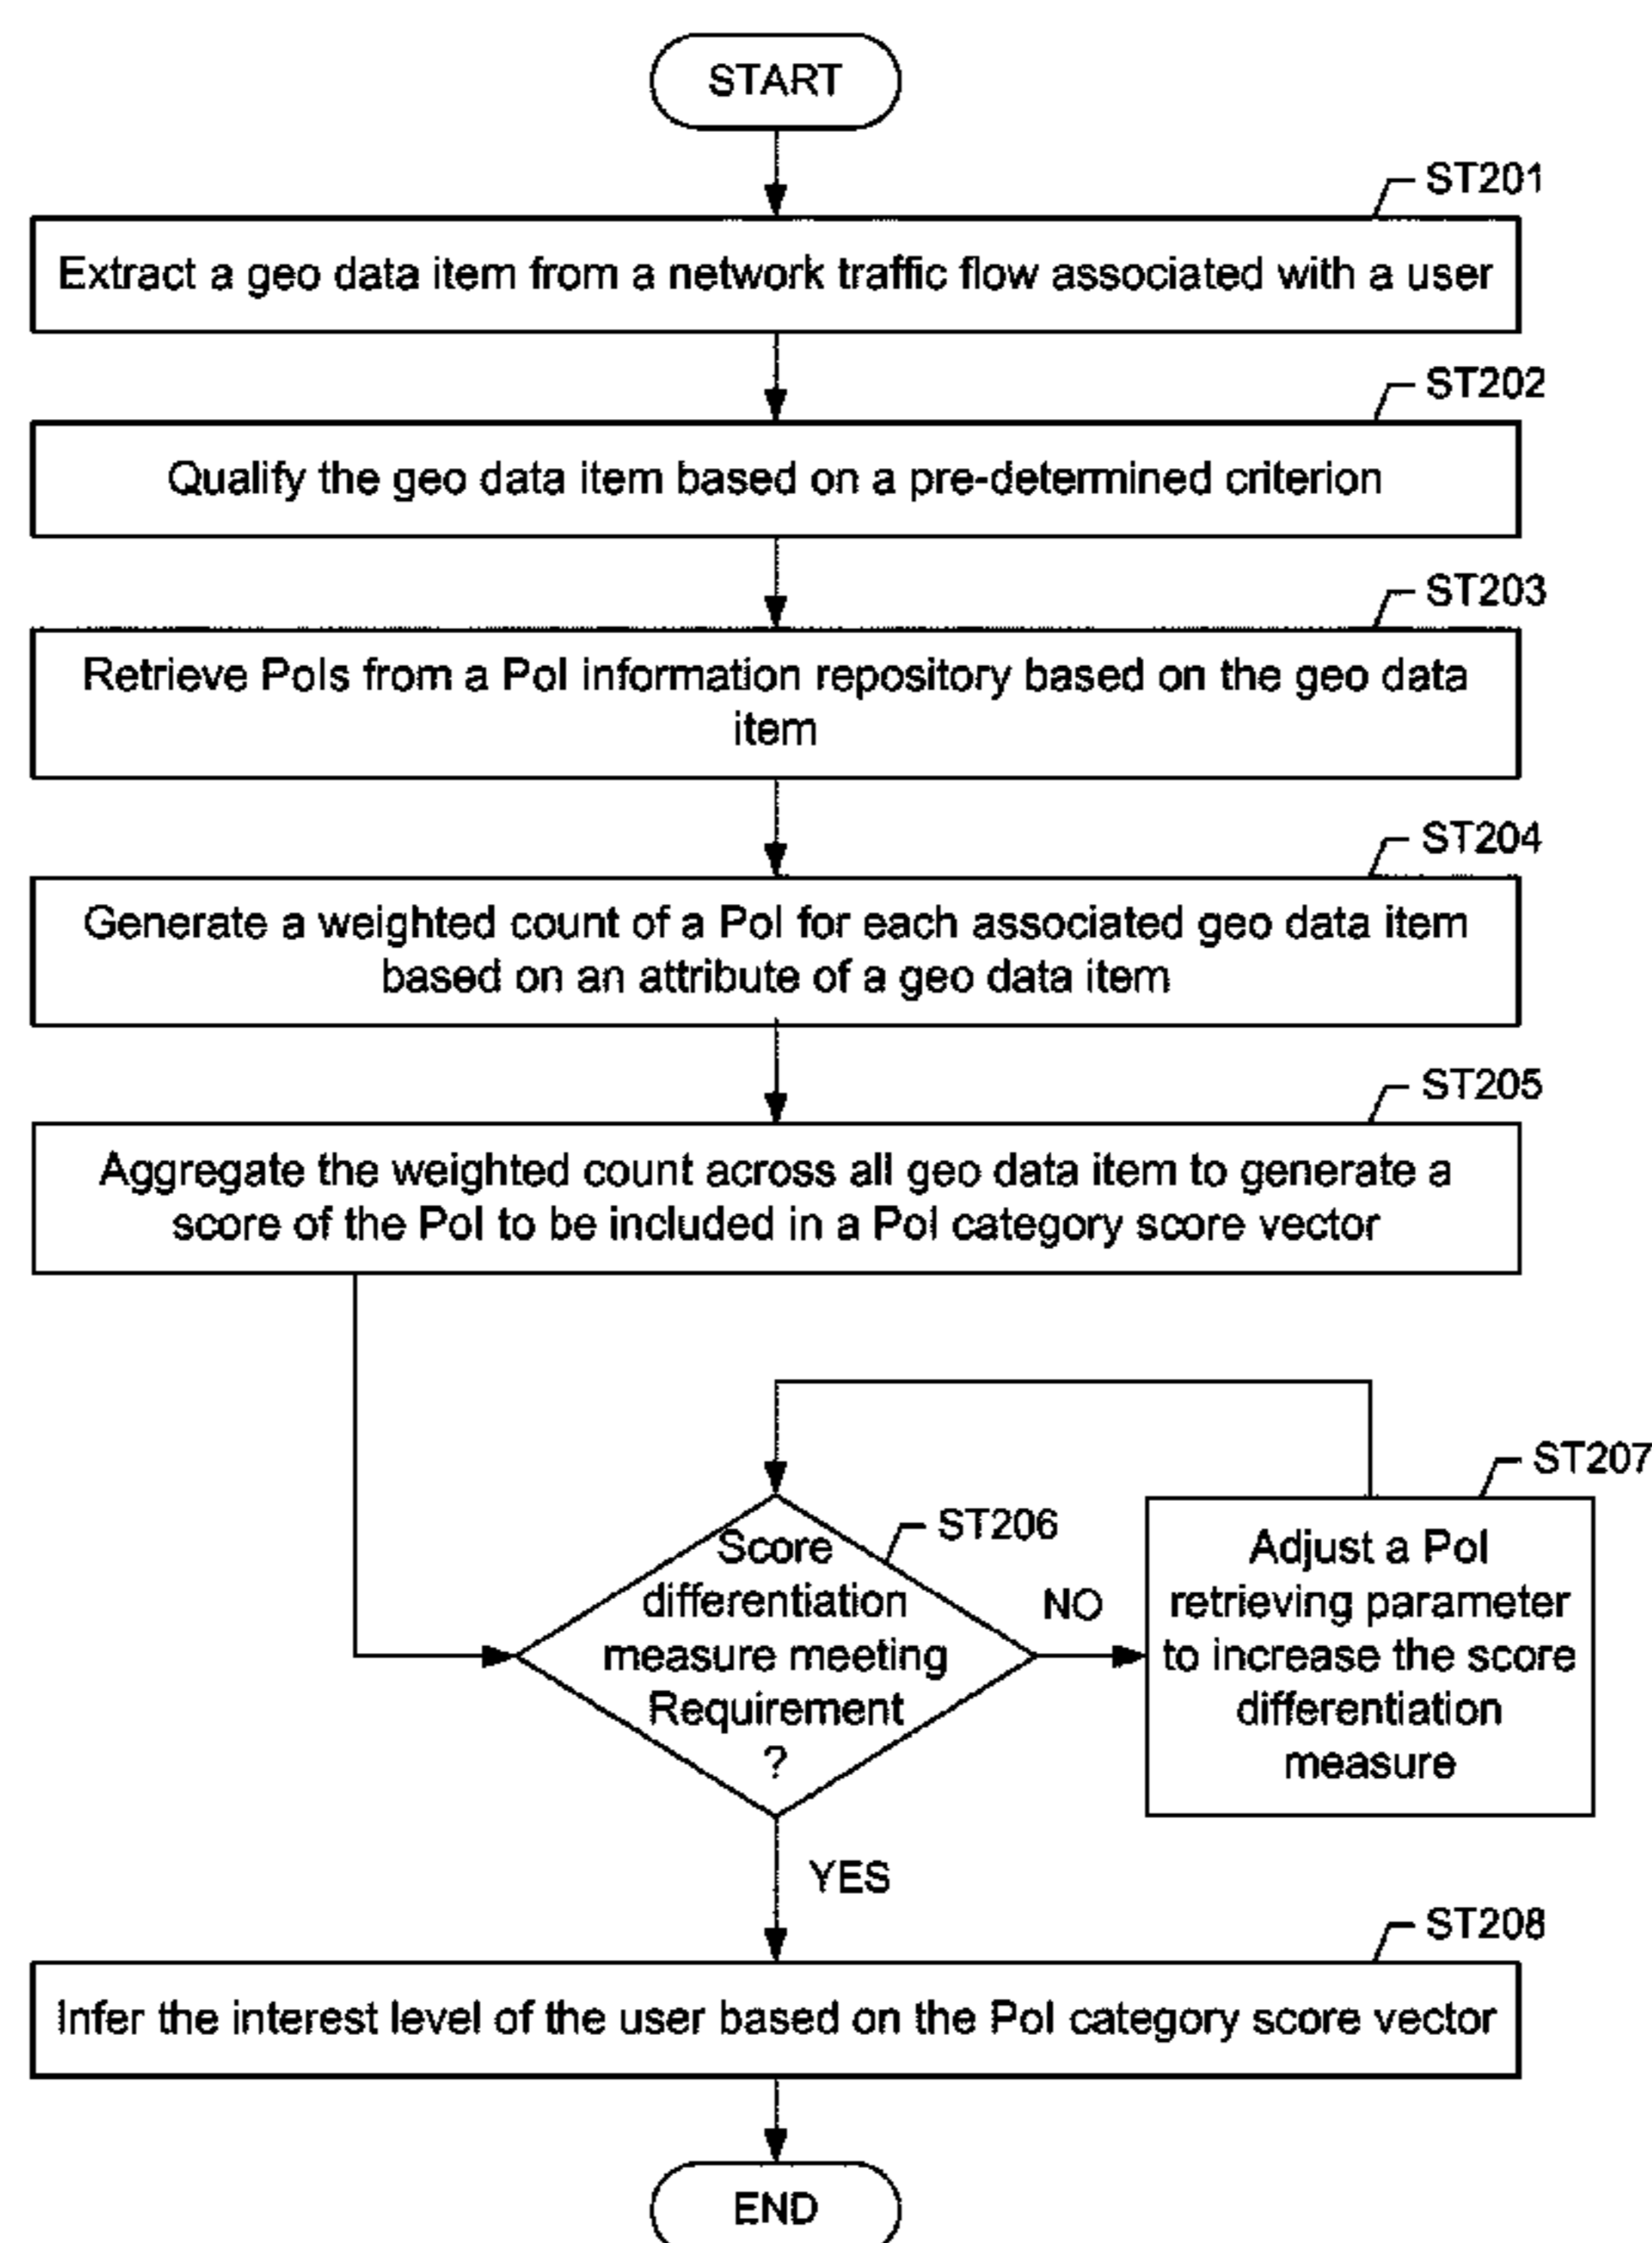 START
ST201
Extract a geo data item from a network traffic flow associated with a user
ST202
Qualify the geo data item based on a pre-determined criterion
ST203
Retrieve PoIs from a PoI information repository based on the geo data
item
ST204
Generate a weighted count of a PoI for each associated geo data item
based on an attribute of a geo data item
ST205
Aggregate the weighted count across all geo data item to generate a
score of the PoI to be included in a PoI category score vector
ST206
Score
differentiation
measure meeting
Requirement
?
NO
ST207
Adjust a PoI
retrieving parameter
to increase the score
differentiation
measure
YES
ST208
Infer the interest level of the user based on the PoI category score vector
END